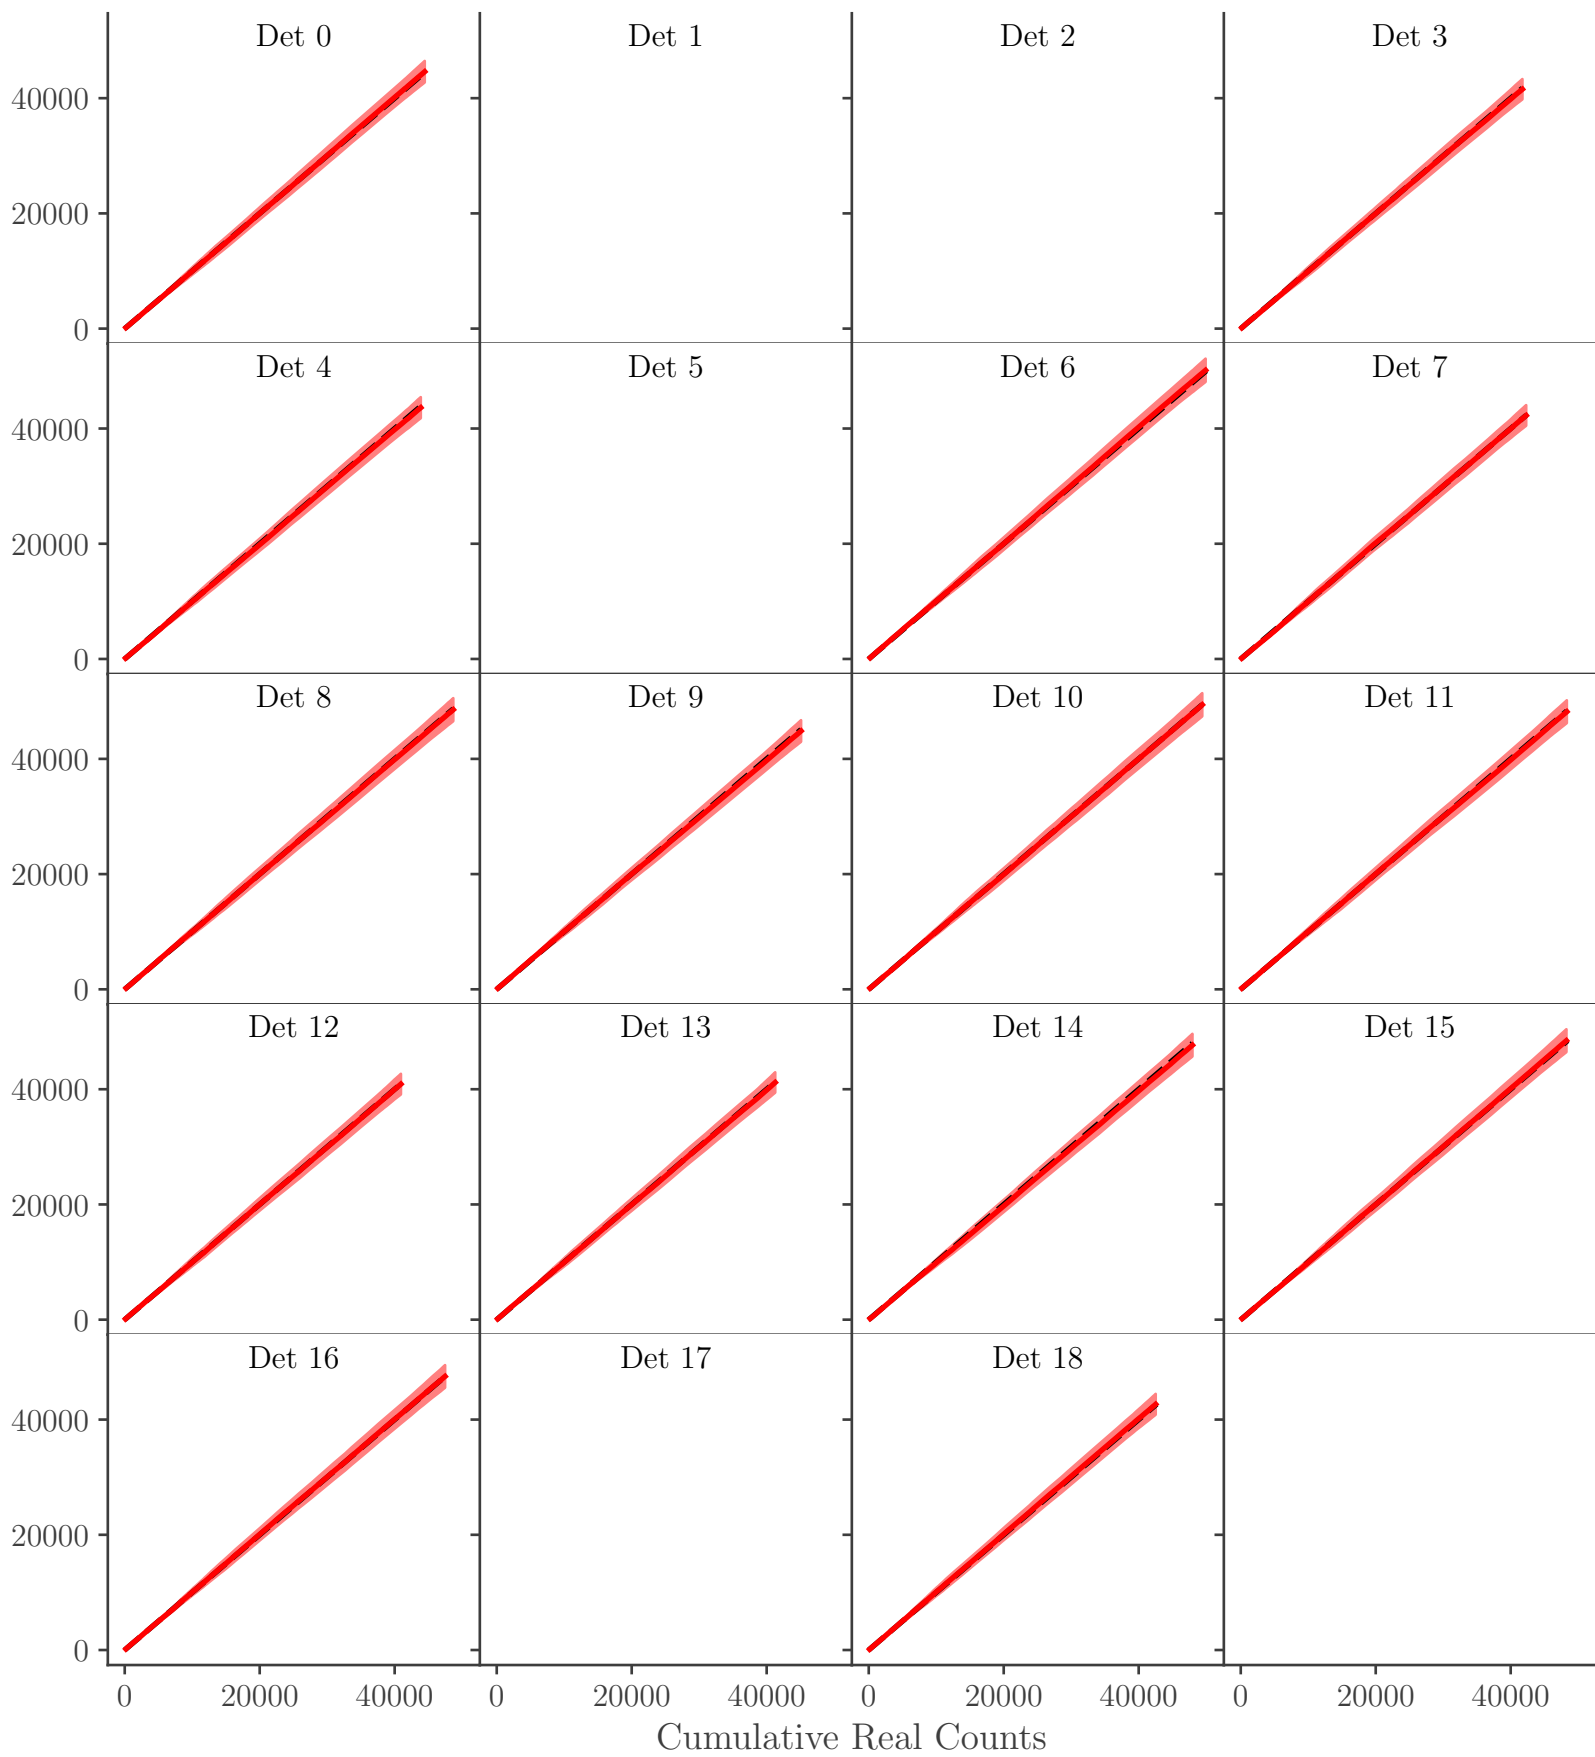 Det 0 Det 1 Det 2 Det 3
40000
20000
0
Det 4 Det 5 Det 6 Det 7
40000
20000
0
Det 8 Det 9 Det 10 Det 11
40000
20000
0
Det 12 Det 13 Det 14 Det 15
40000
20000
0
Det 16 Det 17 Det 18
40000
20000
0
0 20000 40000 0 20000 40000 0 20000 40000 0 20000 40000
Cumulative Real Counts